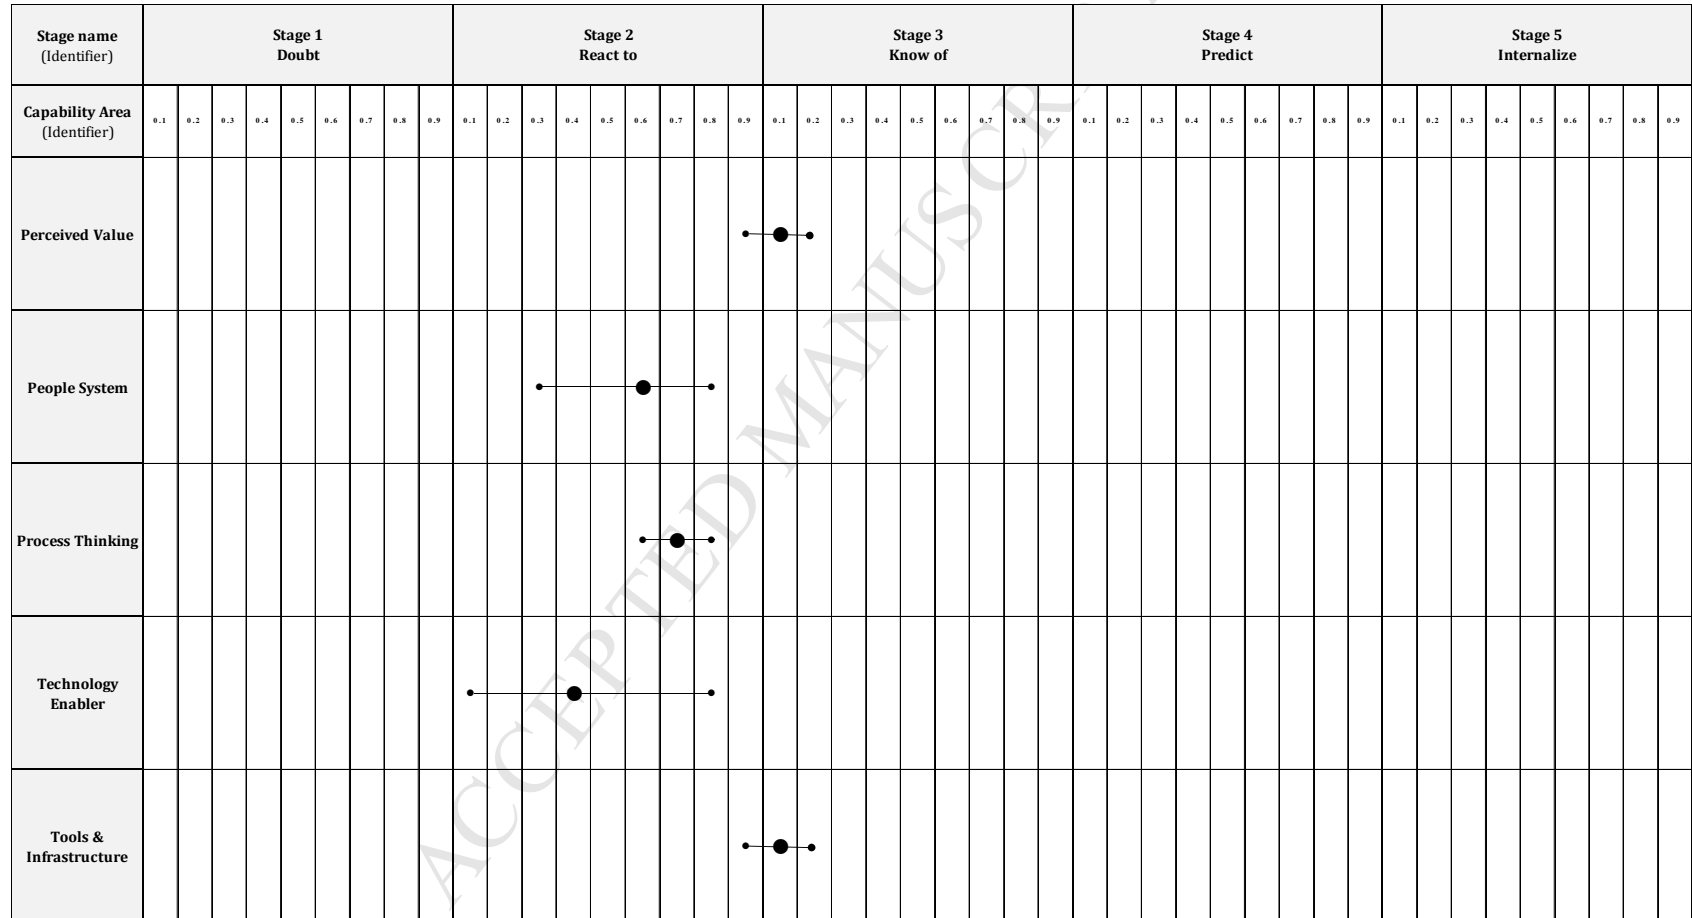 Stage name
(Identifier)
Stage 1
Doubt
Stage 2
React to
Stage 3
Know of
Stage 4
Predict
Stage 5
Internalize
Capability Area
(Identifier)
0.1 0.2 0.3 0.4 0.5 0.6 0.7 0.8 0.9 0.1 0.2 0.3 0.4 0.5 0.6 0.7 0.8 0.9 0.1 0.2 0.3 0.4 0.5 0.6 0.7 0.8 0.9 0.1 0.2 0.3 0.4 0.5 0.6 0.7 0.8 0.9 0.1 0.2 0.3 0.4 0.5 0.6 0.7 0.8 0.9
Perceived Value
People System
Process Thinking
Technology
Enabler
Tools &
Infrastructure
ACCEPTED MANUSCR